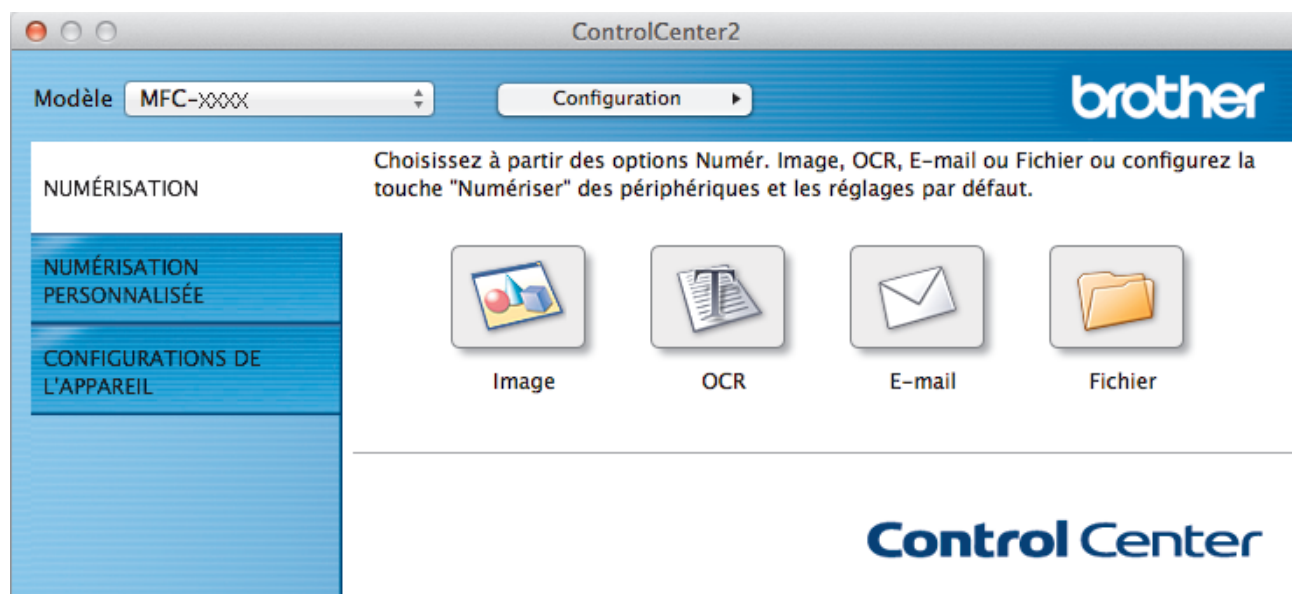 ControlCenter2
Modèle MFC-XXXX Configuration
brother
NUMÉRISATION
NUMÉRISATION
PERSONNALISÉE
CONFIGURATIONS DE
L'APPAREIL
Choisissez à partir des options Numér. Image, OCR, E-mail ou Fichier ou configurez la
touche "Numériser" des périphériques et les réglages par défaut.
Image OCR E-mail Fichier
Control Center